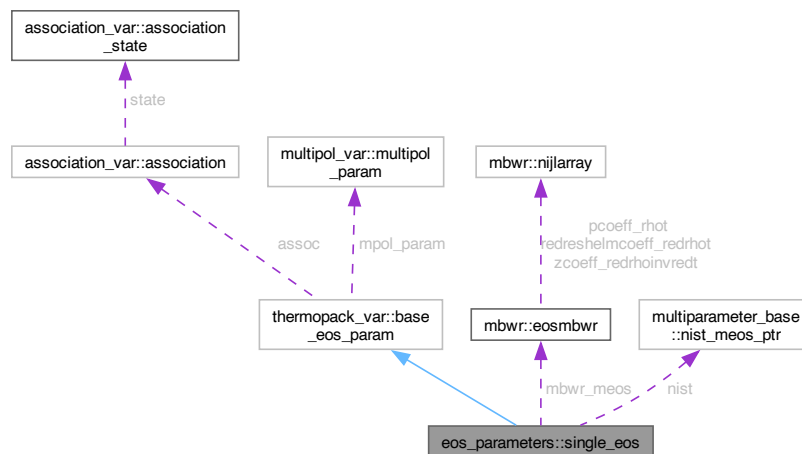 association_var::association
_state
state
association_var::association
multipol_var::multipol
_param
mbwr::nijlarray
assoc
mpol_param
pcoeff_rhot
redreshelmcoeff_redrhot
zcoeff_redrhoinvredt
thermopack_var::base
_eos_param
mbwr::eosmbwr
multiparameter_base
::nist_meos_ptr
mbwr_meos
nist
eos_parameters::single_eos